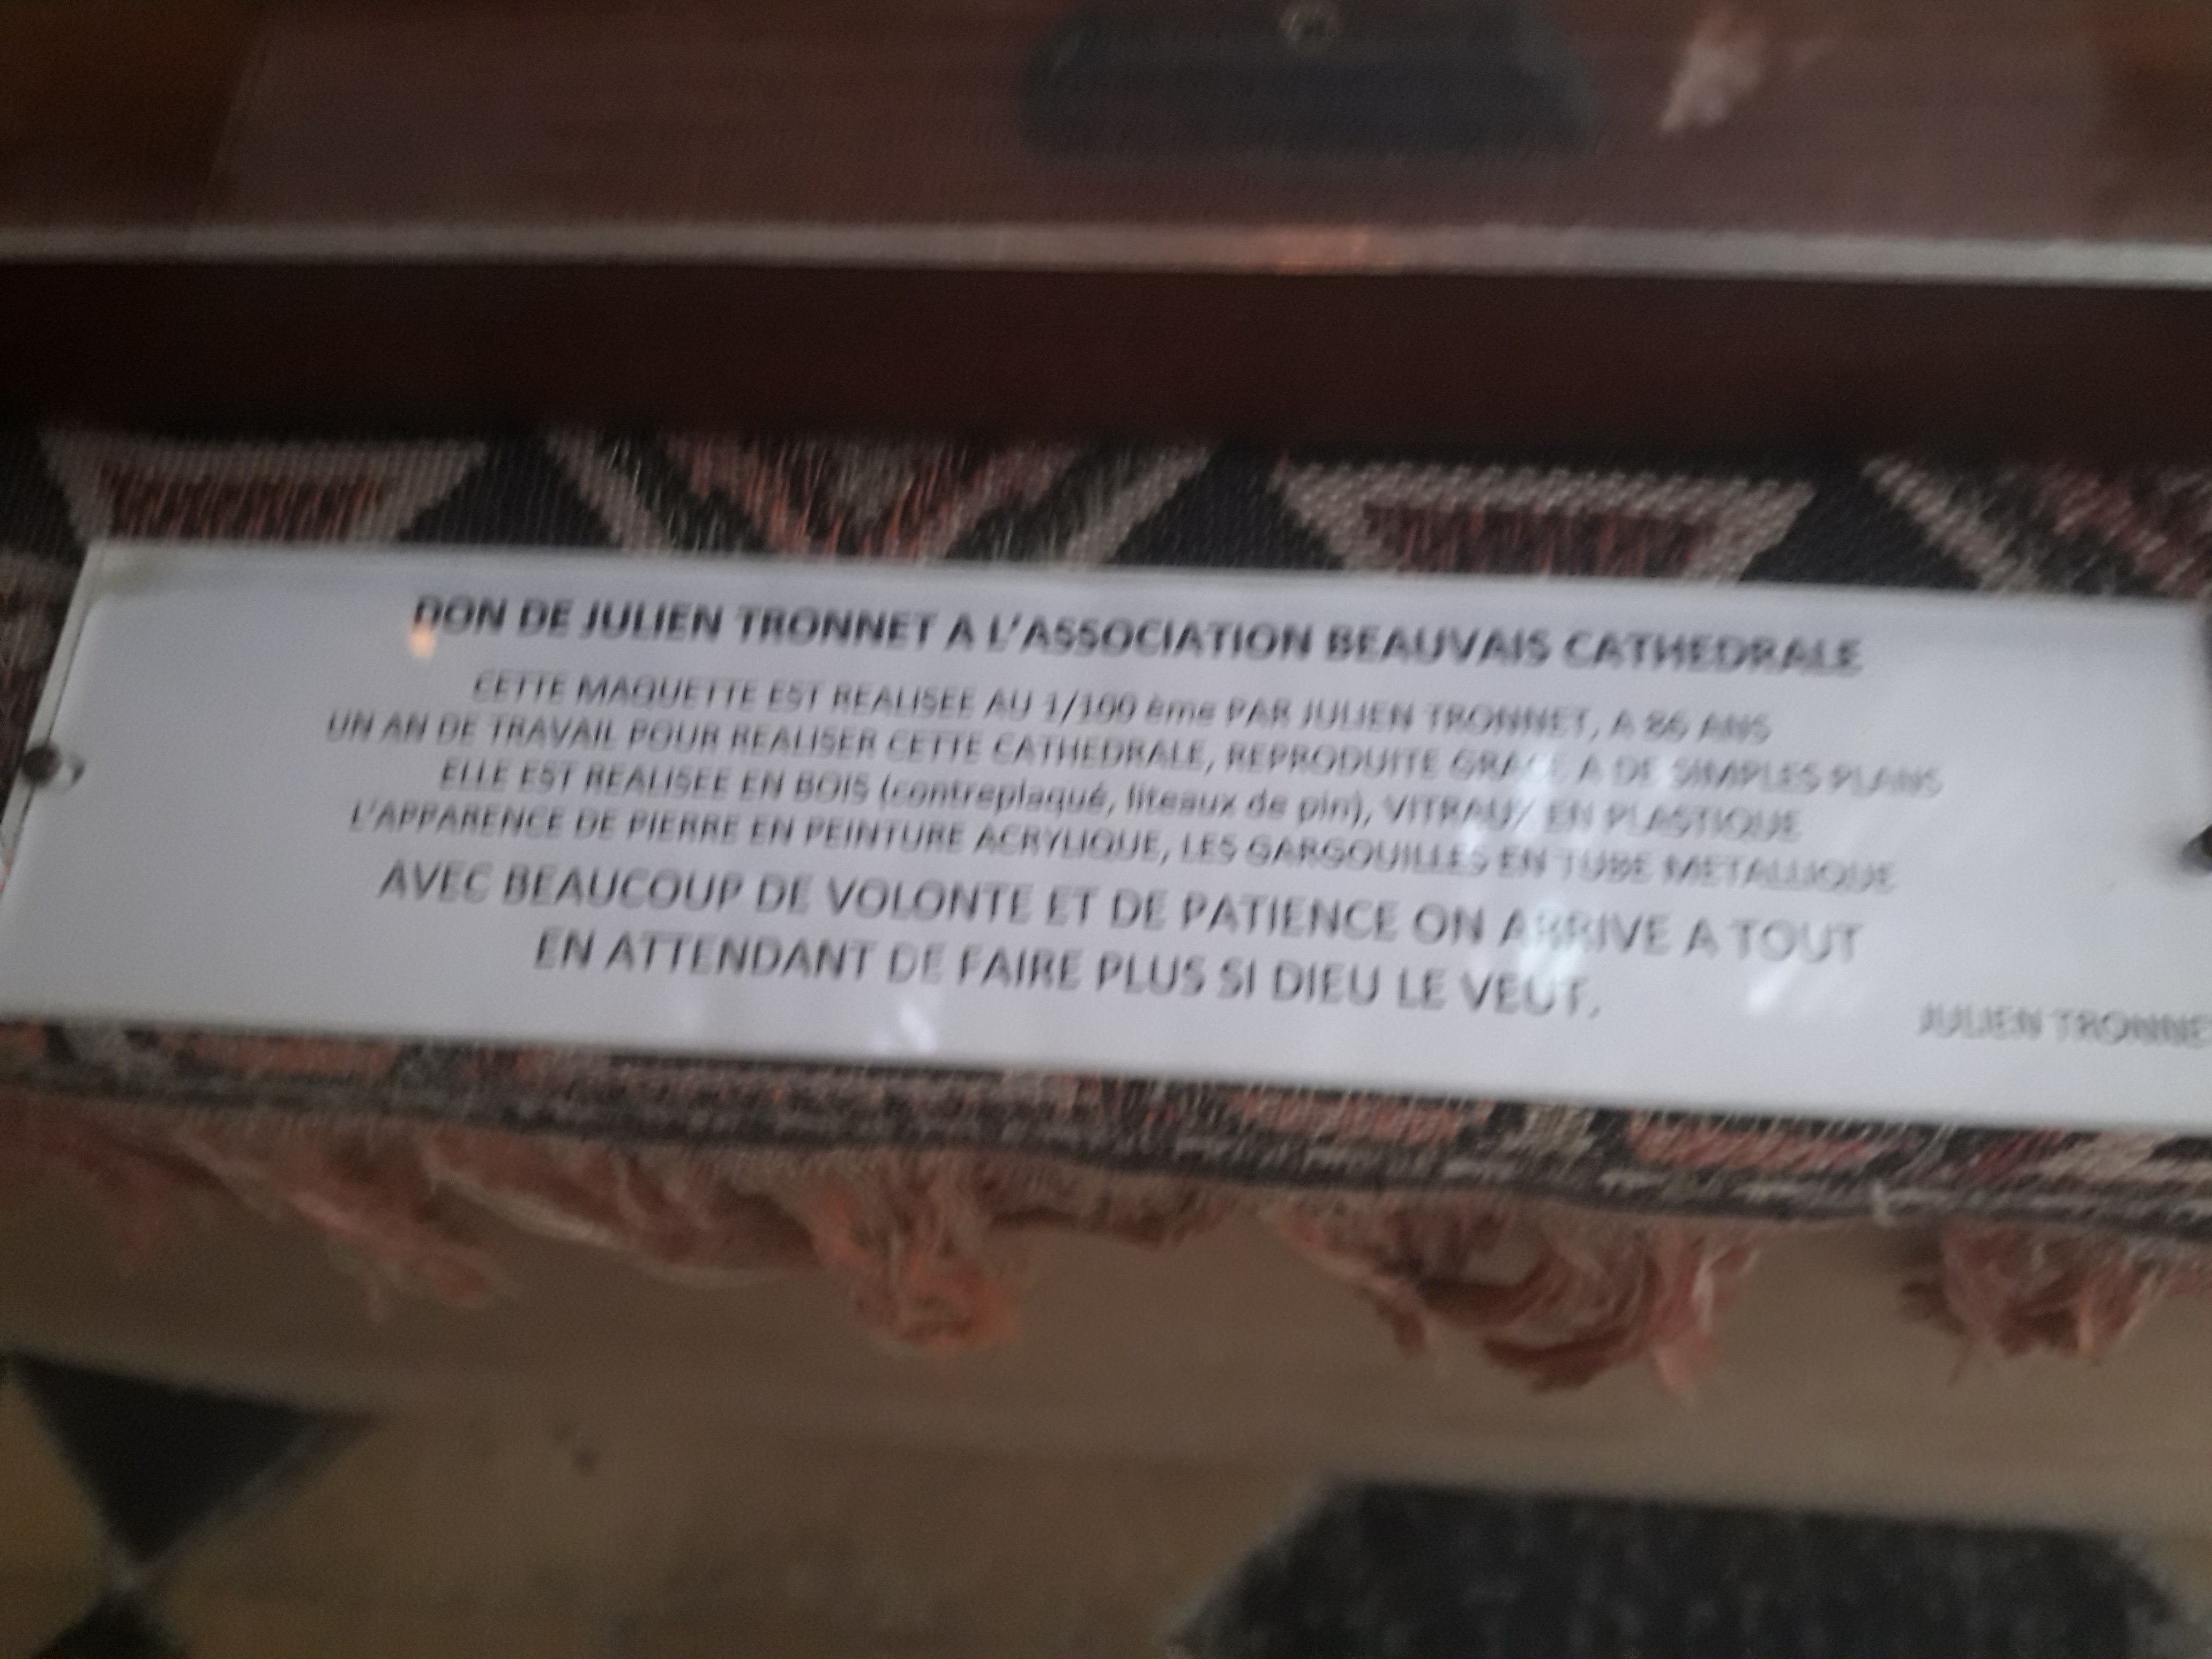 DON DE JULIEN TRONNET A L'ASSOCIATION BEAUVAIS CATHEDRALE
CETTE MAQUETTE EST REALISEE AU 1/100 ème PAR JULIEN TRONNET, A 86 ANS
UN AN DE TRAVAIL POUR REALISER CETTE CATHEDRALE, REPRODUITE GRACE A DE SIMPLES PLANS
ELLE EST REALISEE EN BOIS (contreplaqué, liteaux de pin), VITRAUX EN PLASTIQUE
L'APPARENCE DE PIERRE EN PEINTURE ACRYLIQUE, LES GARGOUILLES EN TUBE METALLIQUE
AVEC BEAUCOUP DE VOLONTE ET DE PATIENCE ON ARRIVE A TOUT
EN ATTENDANT DE FAIRE PLUS SI DIEU LE VEUT.
JULIEN TRONNE